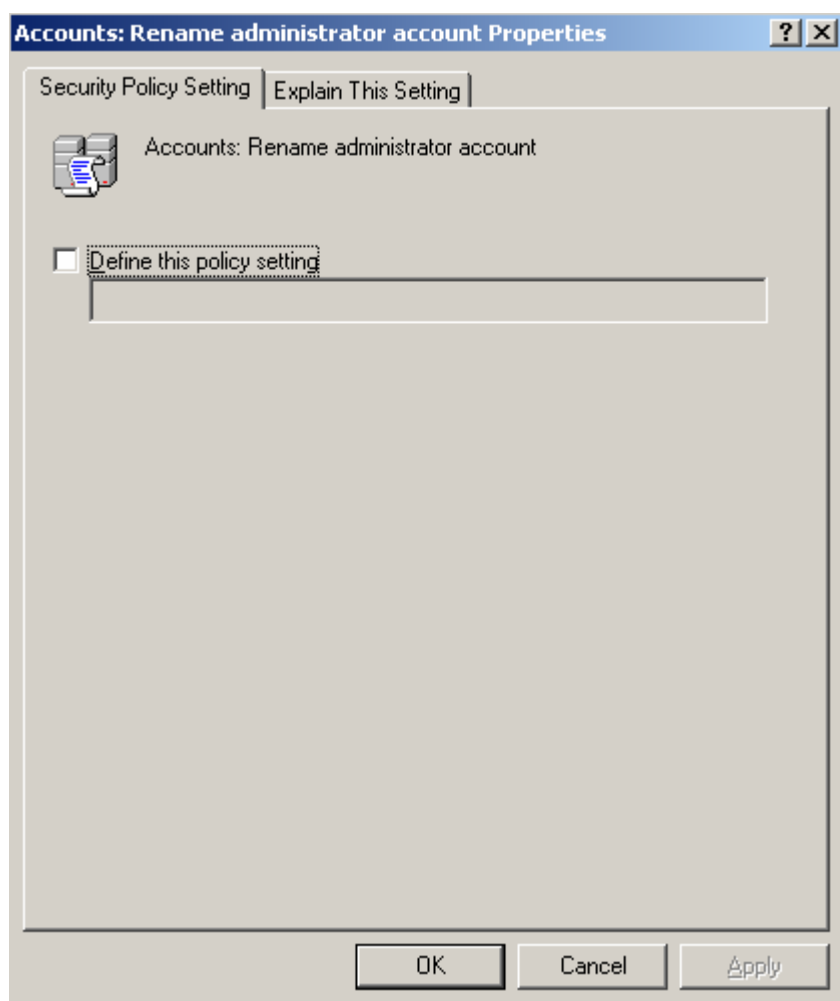 Accounts: Rename administrator account Properties
Security Policy Setting
Explain This Setting
Accounts: Rename administrator account
Define this policy setting
OK
Cancel
Apply